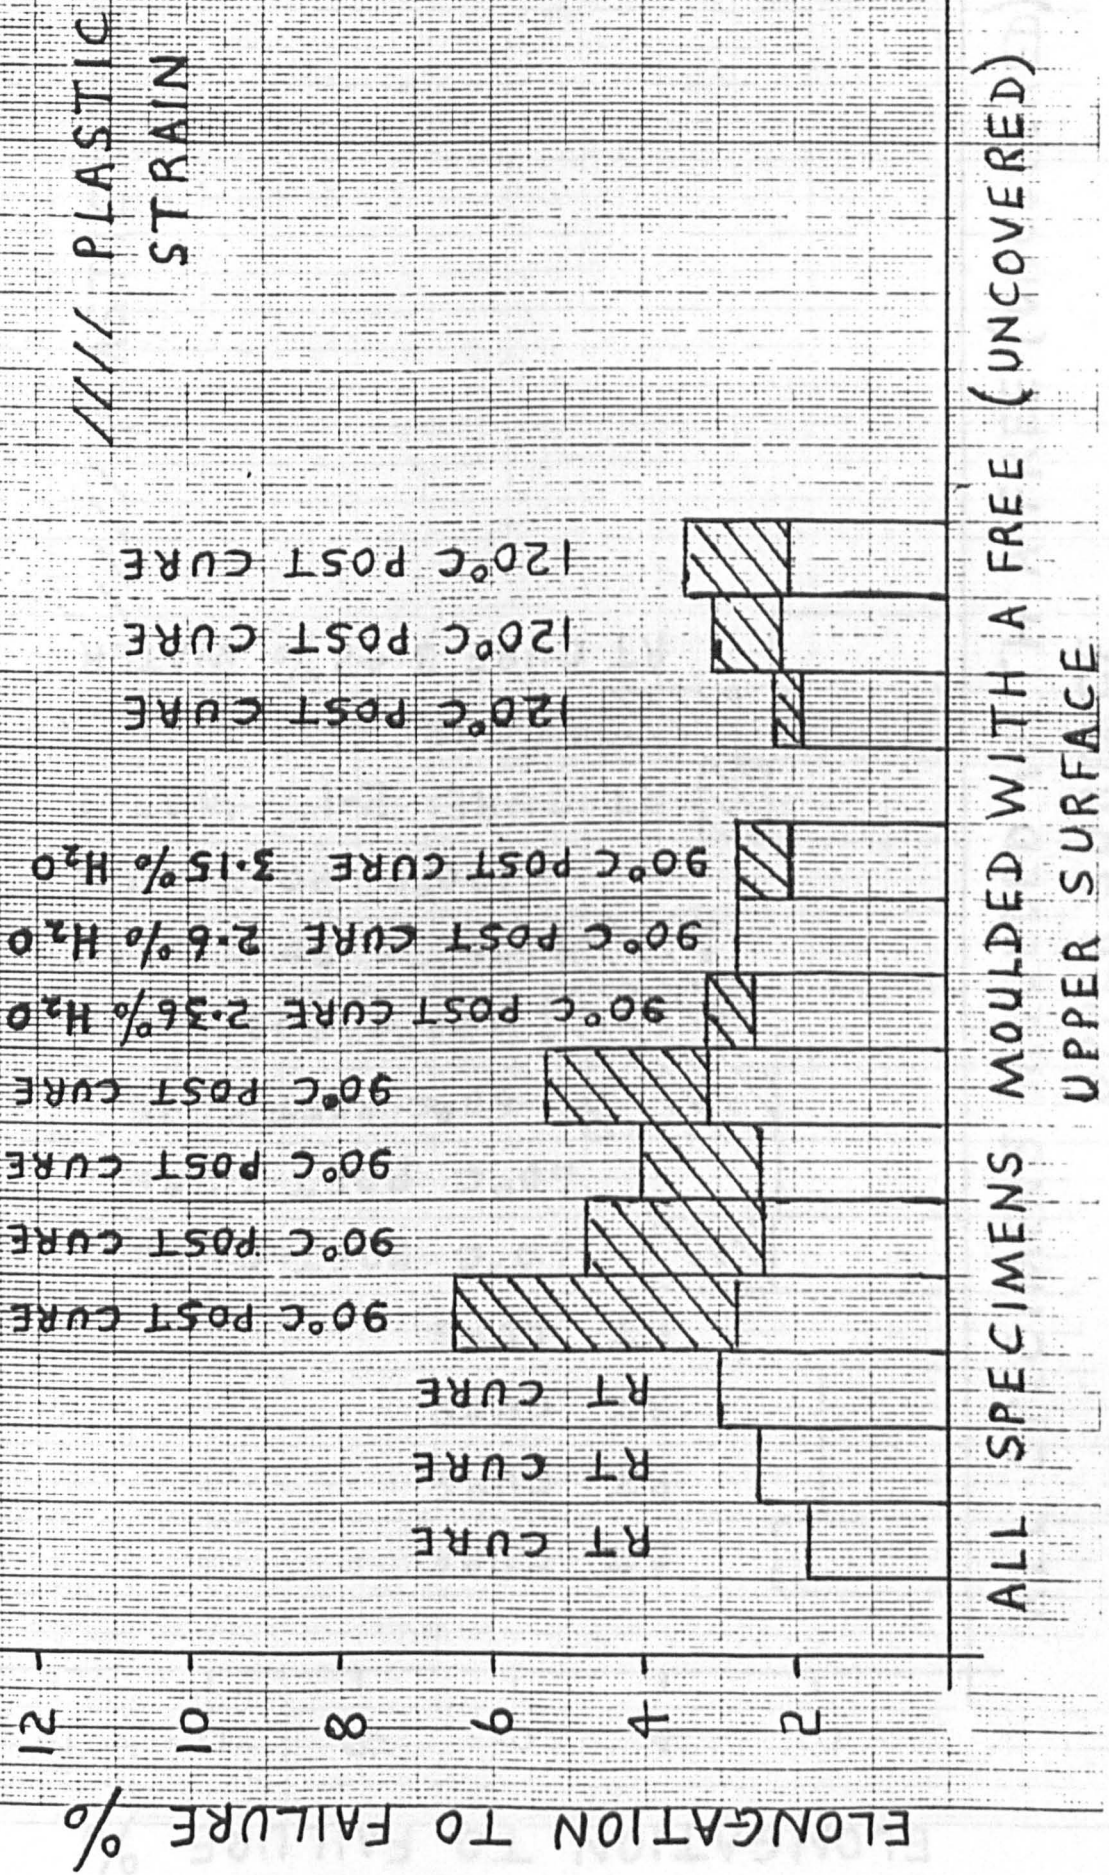 ELONGATION TO FAILURE %
12
10
8
6
4
2
//// PLASTIC
STRAIN
RT CURE
RT CURE
RT CURE
90°C POST CURE
90°C POST CURE
90°C POST CURE
90°C POST CURE
90°C POST CURE 2·36% H₂O
90°C POST CURE 2·6% H₂O
90°C POST CURE 3·15% H₂O
120°C POST CURE
120°C POST CURE
120°C POST CURE
ALL SPECIMENS MOULDED WITH A FREE (UNCOVERED)
UPPER SURFACE